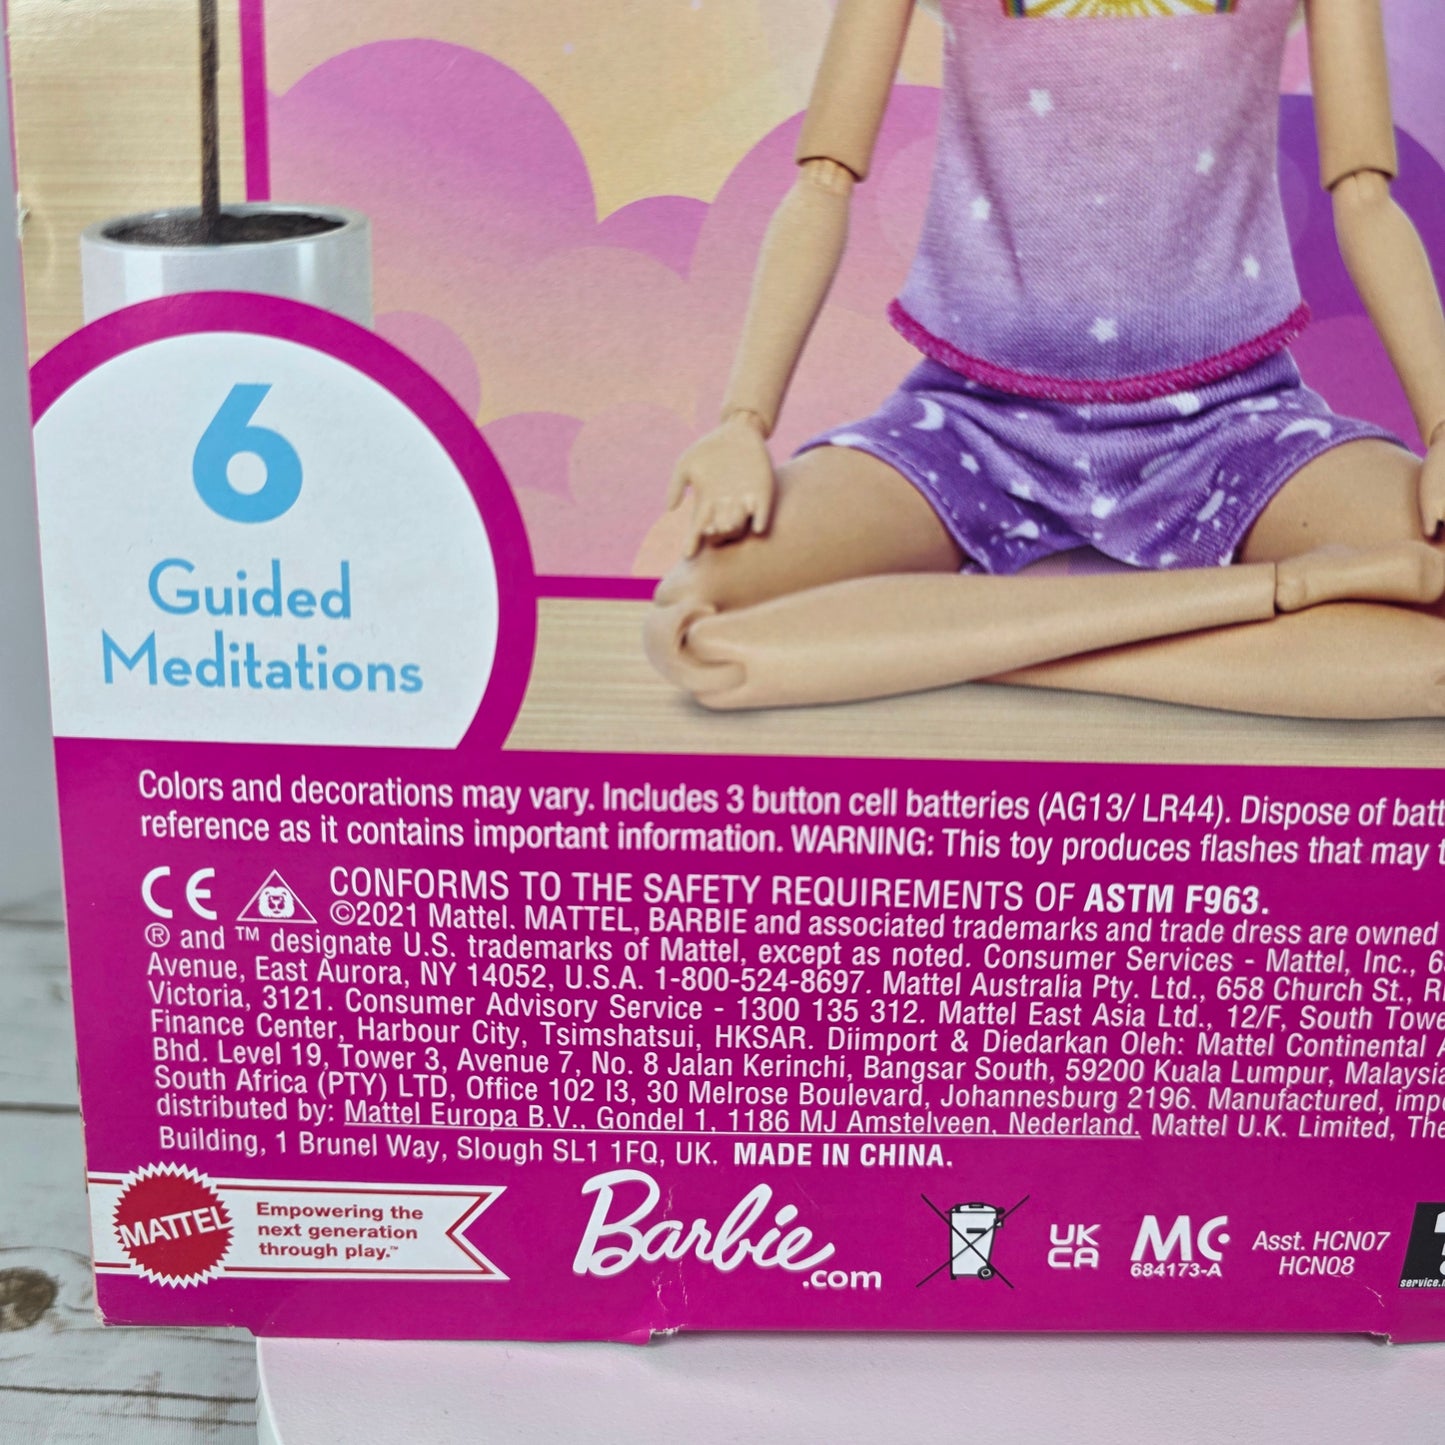 6
Guided
Meditations
Colors and decorations may vary. Includes 3 button cell batteries (AG13/ LR44). Dispose of batt
reference as it contains important information. WARNING: This toy produces flashes that may
CE CONFORMS TO THE SAFETY REQUIREMENTS OF ASTM F963.
©2021 Mattel. MATTEL, BARBIE and associated trademarks and trade dress are owned
® and ™ designate U.S. trademarks of Mattel, except as noted. Consumer Services - Mattel, Inc., 6
Avenue, East Aurora, NY 14052, U.S.A. 1-800-524-8697. Mattel Australia Pty. Ltd., 658 Church St.,
Victoria, 3121. Consumer Advisory Service - 1300 135 312. Mattel East Asia Ltd., 12/F, South Towe
Finance Center, Harbour City, Tsimshatsui, HKSAR. Diimport & Diedarkan Oleh: Mattel Continental
Bhd. Level 19, Tower 3, Avenue 7, No. 8 Jalan Kerinchi, Bangsar South, 59200 Kuala Lumpur, Malaysia
South Africa (PTY) LTD, Office 102 I3, 30 Melrose Boulevard, Johannesburg 2196. Manufactured, imp
distributed by: Mattel Europa B.V., Gondel 1, 1186 MJ Amstelveen, Nederland. Mattel U.K. Limited, The
Building, 1 Brunel Way, Slough SL1 1FQ, UK. MADE IN CHINA.
MATTEL
Empowering the
next generation
through play.™
Barbie.com
UK
CA
MC
684173-A
Asst. HCN07
HCN08
service.